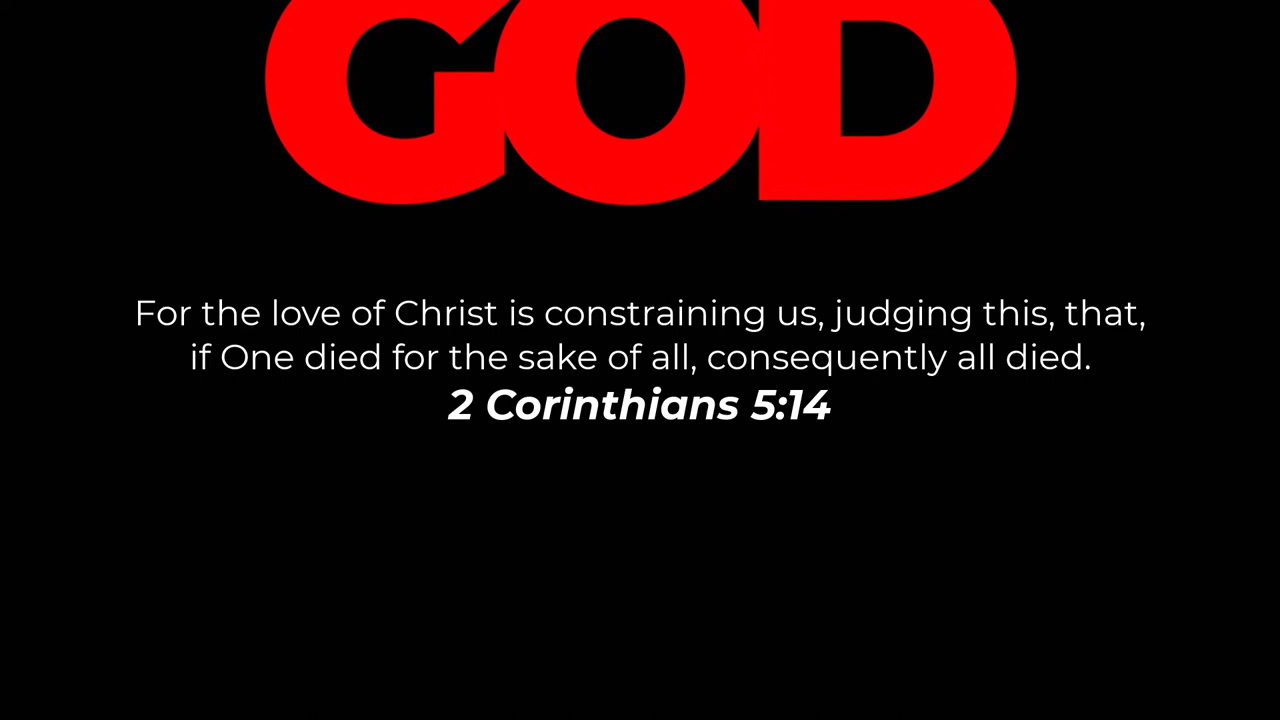 GOD
For the love of Christ is constraining us, judging this, that,
if One died for the sake of all, consequently all died.
2 Corinthians 5:14